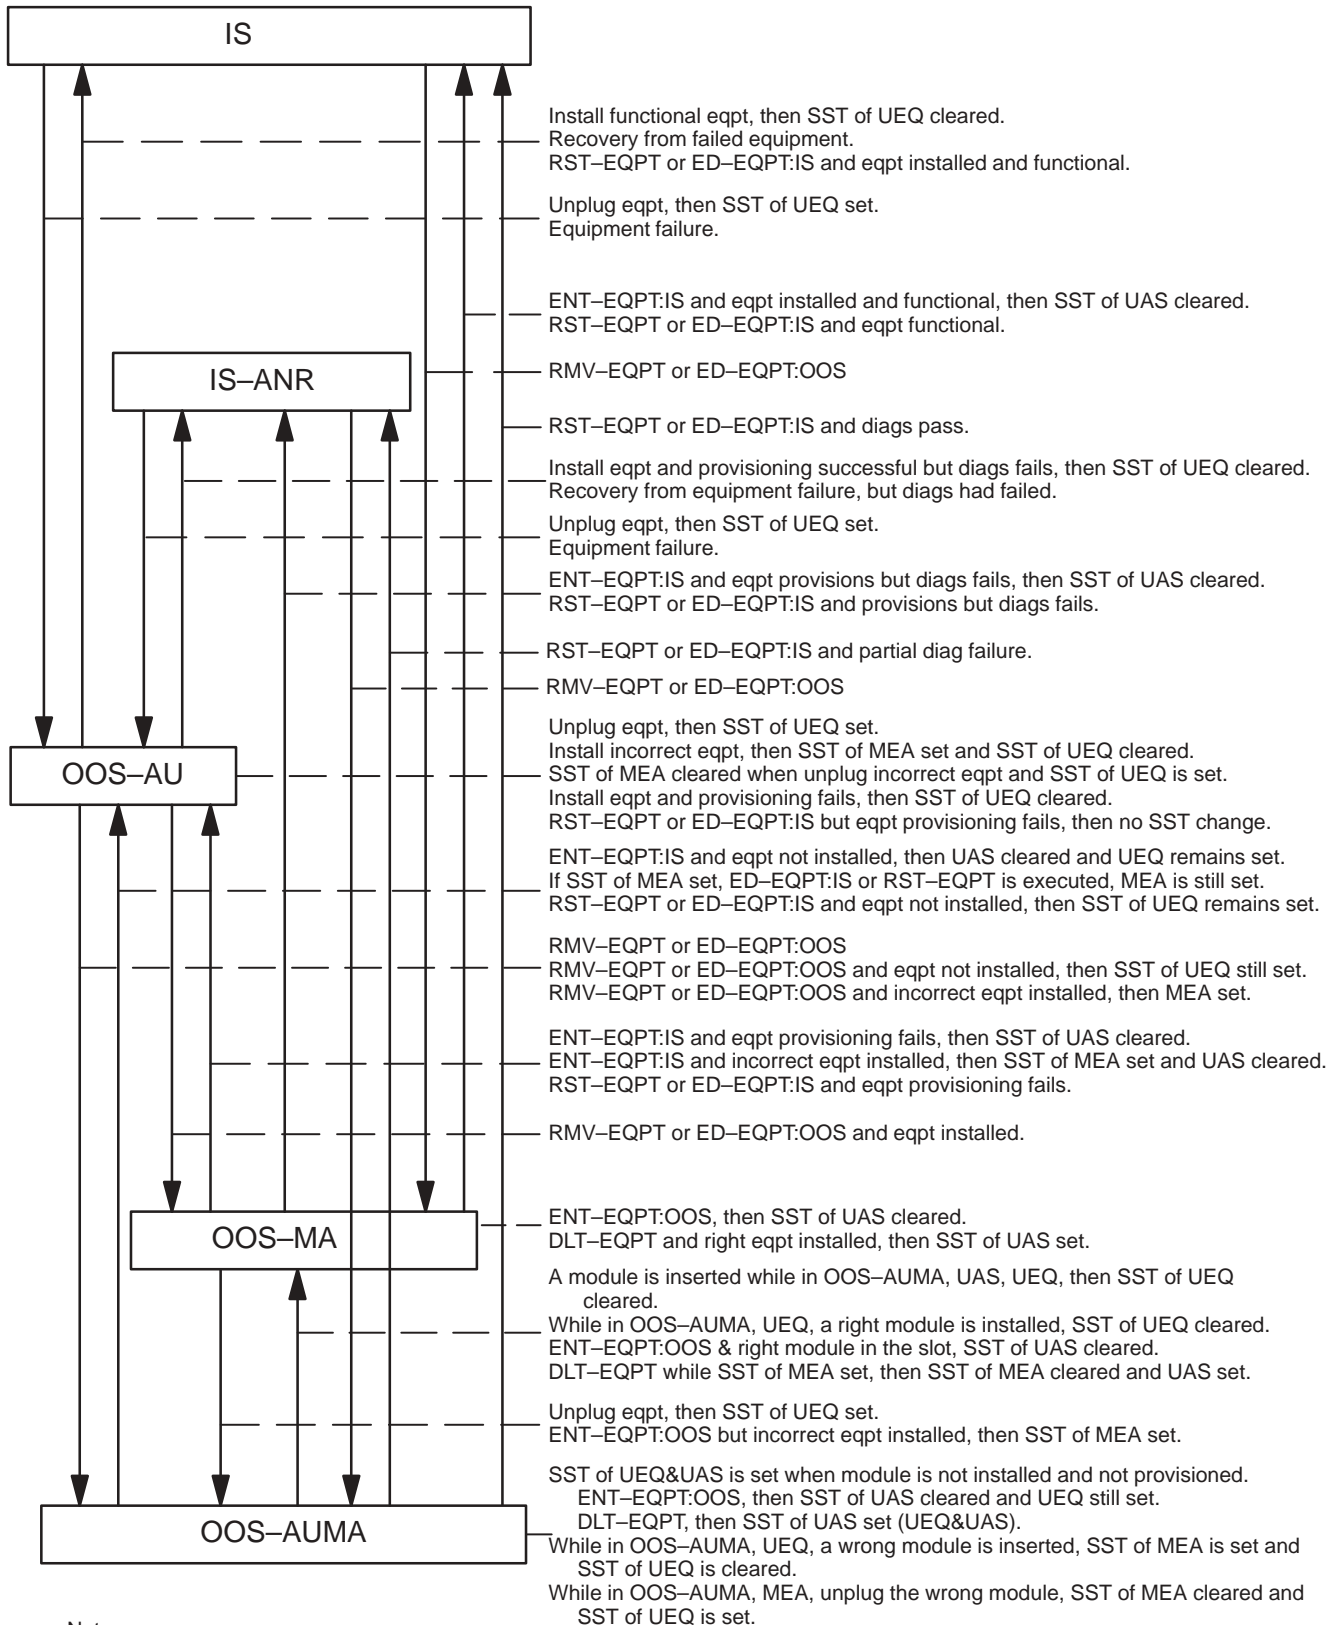 IS
Install functional eqpt, then SST of UEQ cleared.
Recovery from failed equipment.
RST–EQPT or ED–EQPT:IS and eqpt installed and functional.
Unplug eqpt, then SST of UEQ set.
Equipment failure.
ENT–EQPT:IS and eqpt installed and functional, then SST of UAS cleared.
RST–EQPT or ED–EQPT:IS and eqpt functional.
IS–ANR
RMV–EQPT or ED–EQPT:OOS
RST–EQPT or ED–EQPT:IS and diags pass.
Install eqpt and provisioning successful but diags fails, then SST of UEQ cleared.
Recovery from equipment failure, but diags had failed.
Unplug eqpt, then SST of UEQ set.
Equipment failure.
ENT–EQPT:IS and eqpt provisions but diags fails, then SST of UAS cleared.
RST–EQPT or ED–EQPT:IS and provisions but diags fails.
RST–EQPT or ED–EQPT:IS and partial diag failure.
RMV–EQPT or ED–EQPT:OOS
OOS–AU
Unplug eqpt, then SST of UEQ set.
Install incorrect eqpt, then SST of MEA set and SST of UEQ cleared.
SST of MEA cleared when unplug incorrect eqpt and SST of UEQ is set.
Install eqpt and provisioning fails, then SST of UEQ cleared.
RST–EQPT or ED–EQPT:IS but eqpt provisioning fails, then no SST change.
ENT–EQPT:IS and eqpt not installed, then UAS cleared and UEQ remains set.
If SST of MEA set, ED–EQPT:IS or RST–EQPT is executed, MEA is still set.
RST–EQPT or ED–EQPT:IS and eqpt not installed, then SST of UEQ remains set.
RMV–EQPT or ED–EQPT:OOS
RMV–EQPT or ED–EQPT:OOS and eqpt not installed, then SST of UEQ still set.
RMV–EQPT or ED–EQPT:OOS and incorrect eqpt installed, then MEA set.
ENT–EQPT:IS and eqpt provisioning fails, then SST of UAS cleared.
ENT–EQPT:IS and incorrect eqpt installed, then SST of MEA set and UAS cleared.
RST–EQPT or ED–EQPT:IS and eqpt provisioning fails.
RMV–EQPT or ED–EQPT:OOS and eqpt installed.
OOS–MA
ENT–EQPT:OOS, then SST of UAS cleared.
DLT–EQPT and right eqpt installed, then SST of UAS set.
A module is inserted while in OOS–AUMA, UAS, UEQ, then SST of UEQ
cleared.
While in OOS–AUMA, UEQ, a right module is installed, SST of UEQ cleared.
ENT–EQPT:OOS & right module in the slot, SST of UAS cleared.
DLT–EQPT while SST of MEA set, then SST of MEA cleared and UAS set.
Unplug eqpt, then SST of UEQ set.
ENT–EQPT:OOS but incorrect eqpt installed, then SST of MEA set.
OOS–AUMA
SST of UEQ&UAS is set when module is not installed and not provisioned.
ENT–EQPT:OOS, then SST of UAS cleared and UEQ still set.
DLT–EQPT, then SST of UAS set (UEQ&UAS).
While in OOS–AUMA, UEQ, a wrong module is inserted, SST of MEA is set and
SST of UEQ is cleared.
While in OOS–AUMA, MEA, unplug the wrong module, SST of MEA cleared and
SST of UEQ is set.